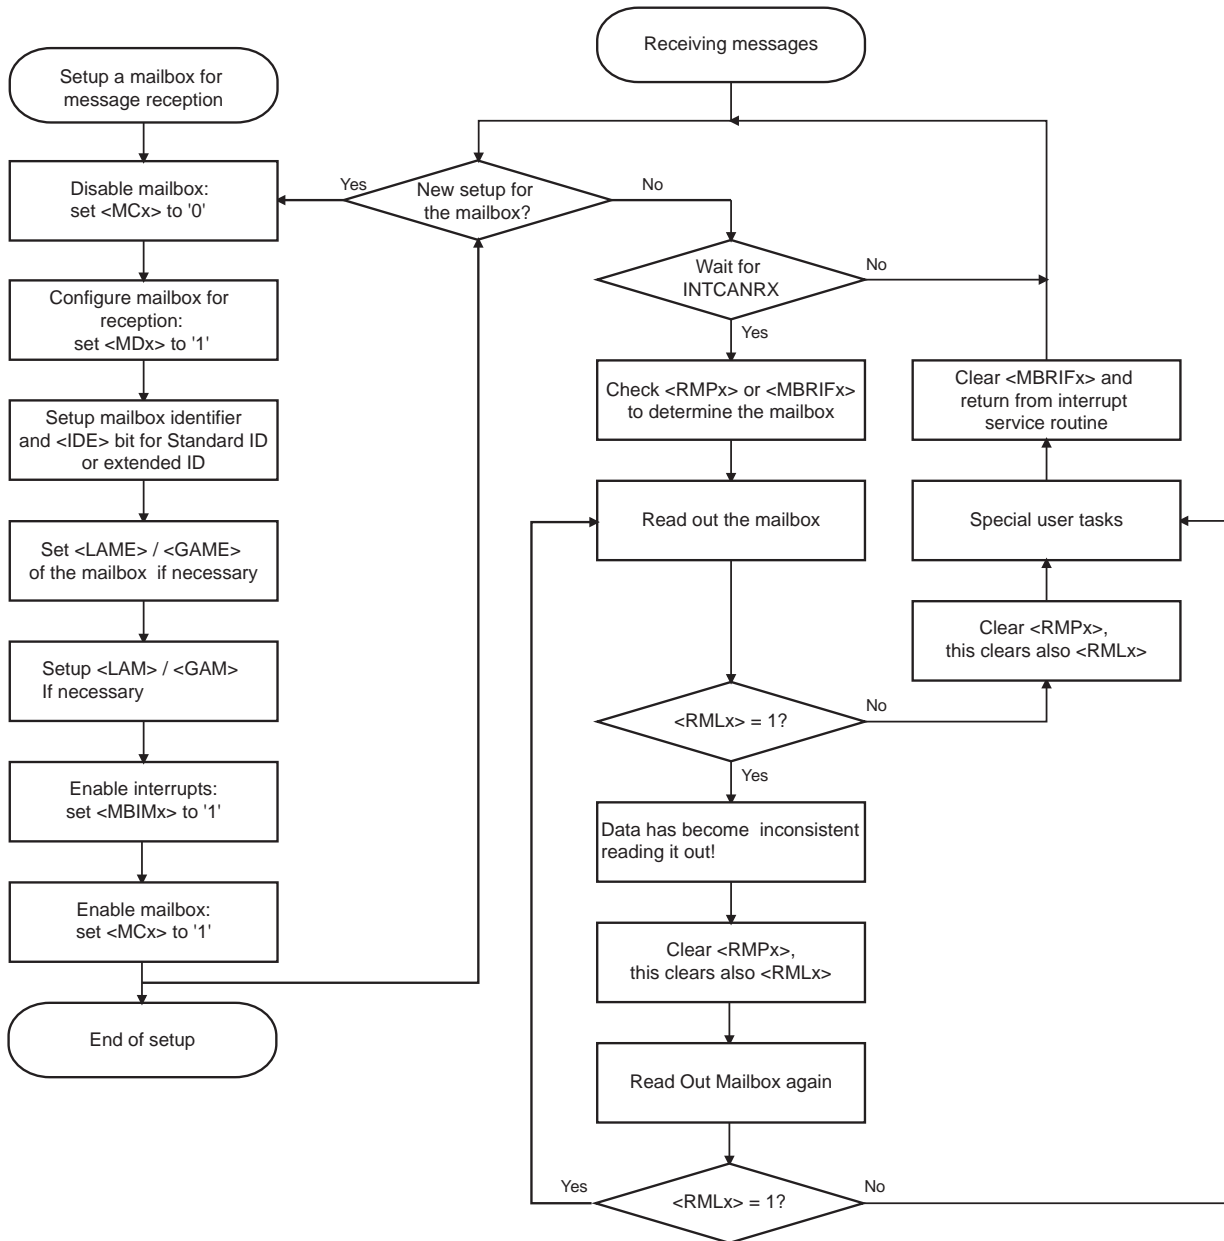 Setup a mailbox for
message reception
Disable mailbox:
set <MCx> to '0'
Configure mailbox for
reception:
set <MDx> to '1'
Setup mailbox identifier
and <IDE> bit for Standard ID
or extended ID
Set <LAME> / <GAME>
of the mailbox if necessary
Setup <LAM> / <GAM>
If necessary
Enable interrupts:
set <MBIMx> to '1'
Enable mailbox:
set <MCx> to '1'
End of setup
Receiving messages
Yes
New setup for
the mailbox?
No
Wait for
INTCANRX
No
Yes
Check <RMPx> or <MBRIFx>
to determine the mailbox
Read out the mailbox
<RMLx> = 1?
No
Yes
Data has become inconsistent
reading it out!
Clear <RMPx>,
this clears also <RMLx>
Read Out Mailbox again
Yes
<RMLx> = 1?
No
Clear <MBRIFx> and
return from interrupt
service routine
Special user tasks
Clear <RMPx>,
this clears also <RMLx>